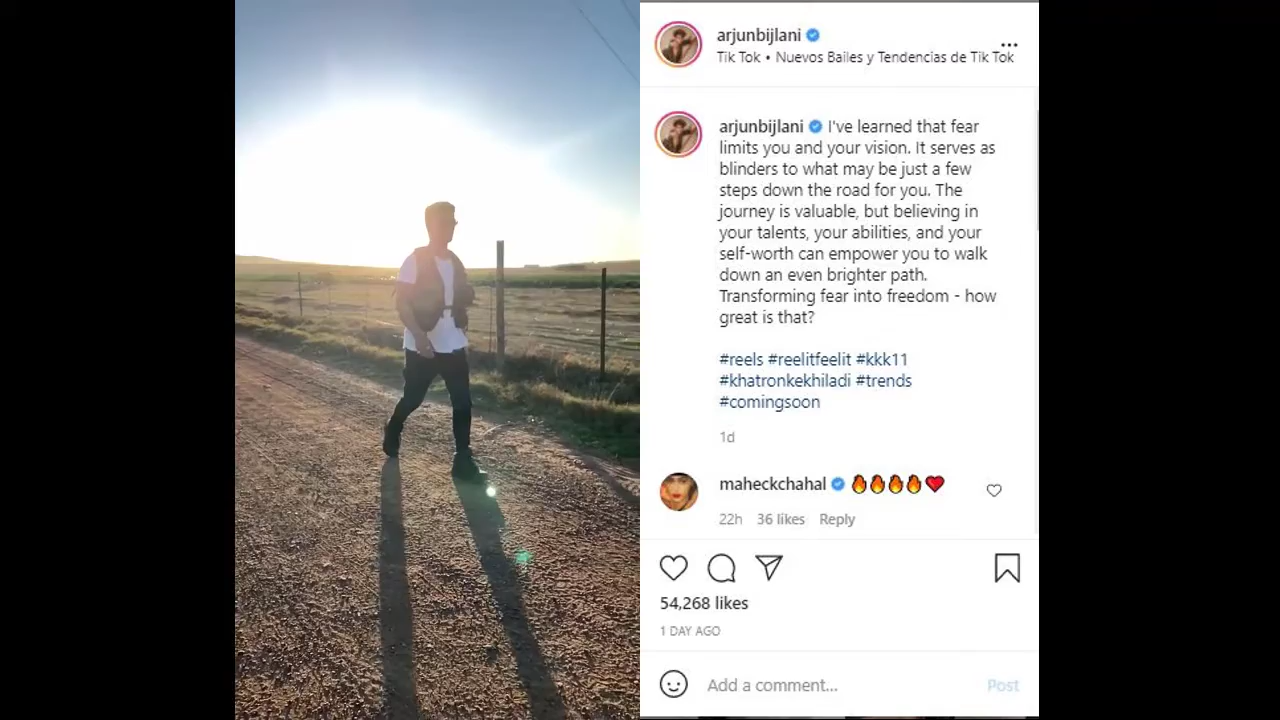 arjunbijlani
Tik Tok • Nuevos Bailes y Tendencias de Tik Tok
arjunbijlani I've learned that fear
limits you and your vision. It serves as
blinders to what may be just a few
steps down the road for you. The
journey is valuable, but believing in
your talents, your abilities, and your
self-worth can empower you to walk
down an even brighter path.
Transforming fear into freedom - how
great is that?
#reels #reelitfeelit #kkk11
#khatronkekhiladi #trends
#comingsoon
1d
maheckchahal 🔥🔥🔥🔥❤️
22h 36 likes Reply
54,268 likes
1 DAY AGO
Add a comment...
Post